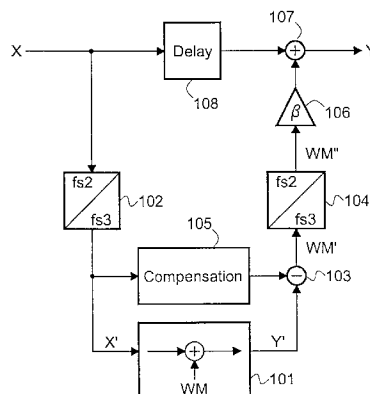 X
Delay
107
Y
108
β
106
WM"
fs2
fs3
102
fs2
fs3
104
105
WM'
Compensation
103
X'
Y'
WM
101